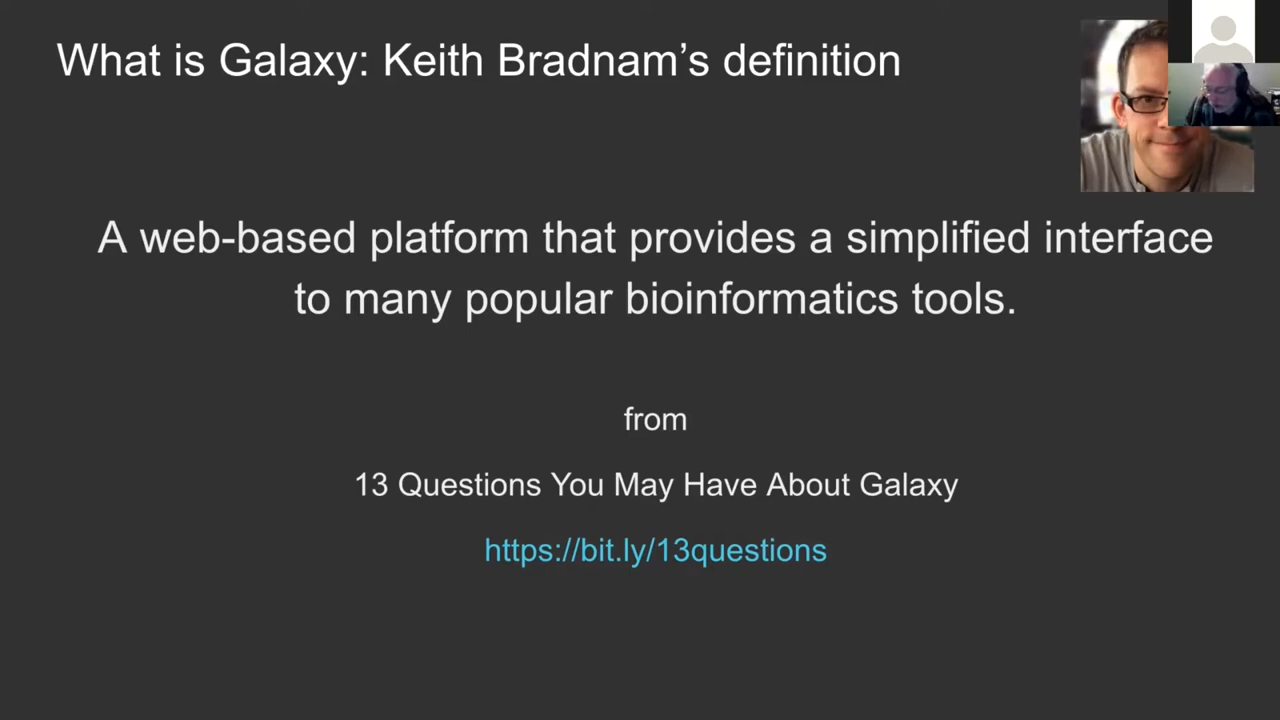 What is Galaxy: Keith Bradnam’s definition
A web-based platform that provides a simplified interface
to many popular bioinformatics tools.
from
13 Questions You May Have About Galaxy
https://bit.ly/13questions